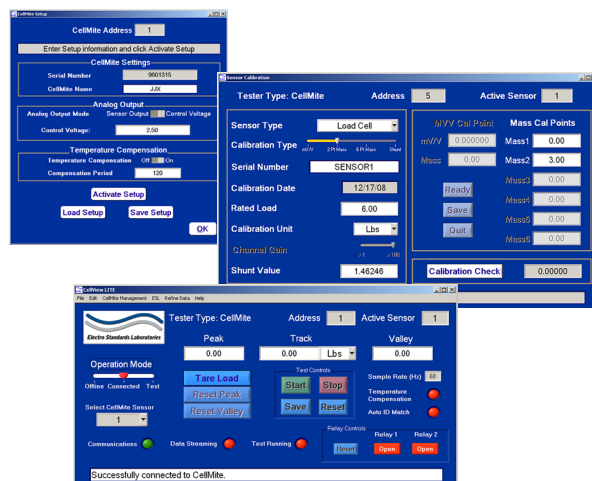 CellMite Setup
CellMite Address 1
Enter Setup information and click Activate Setup
CellMite Settings
Serial Number 9601315
CellMite Name JJX
Analog Output
Analog Output Mode Sensor Output Control Voltage
Control Voltage: 2.50
Temperature Compensation
Temperature Compensation Off On
Compensation Period 120
Activate Setup
Load Setup Save Setup
OK
Sensor Calibration
Tester Type: CellMite Address 5 Active Sensor 1
Sensor Type Load Cell
Calibration Type
mV/V 2 Pt Mass 6 Pt Mass Shunt
Serial Number SENSOR1
Calibration Date 12/17/08
Rated Load 6.00
Calibration Unit Lbs
Channel Gain
x1 x100
Shunt Value 1.46246
MVV Cal Point Mass Cal Points
mV/V 0.000000 Mass1 0.00
Mass 0.00 Mass2 3.00
Mass3 0.00
Ready
Mass4 0.00
Save
Mass5 0.00
Quit
Mass6 0.00
Calibration Check 0.00000
CellView LITE
File Edit CellMite Management ESL Refine Data Help
Electro Standards Laboratories
Tester Type: CellMite Address 1 Active Sensor 1
Peak Track Valley
0.00 0.00 Lbs 0.00
Operation Mode
Offline Connected Test
Select CellMite Sensor
1
Tare Load
Reset Peak
Reset Valley
Test Controls
Start Stop
Save Reset
Sample Rate (Hz) 60
Temperature
Compensation
Auto ID Match
Communications Data Streaming Test Running
Relay Controls
Relay 1 Relay 2
Reset Open Open
Successfully connected to CellMite.